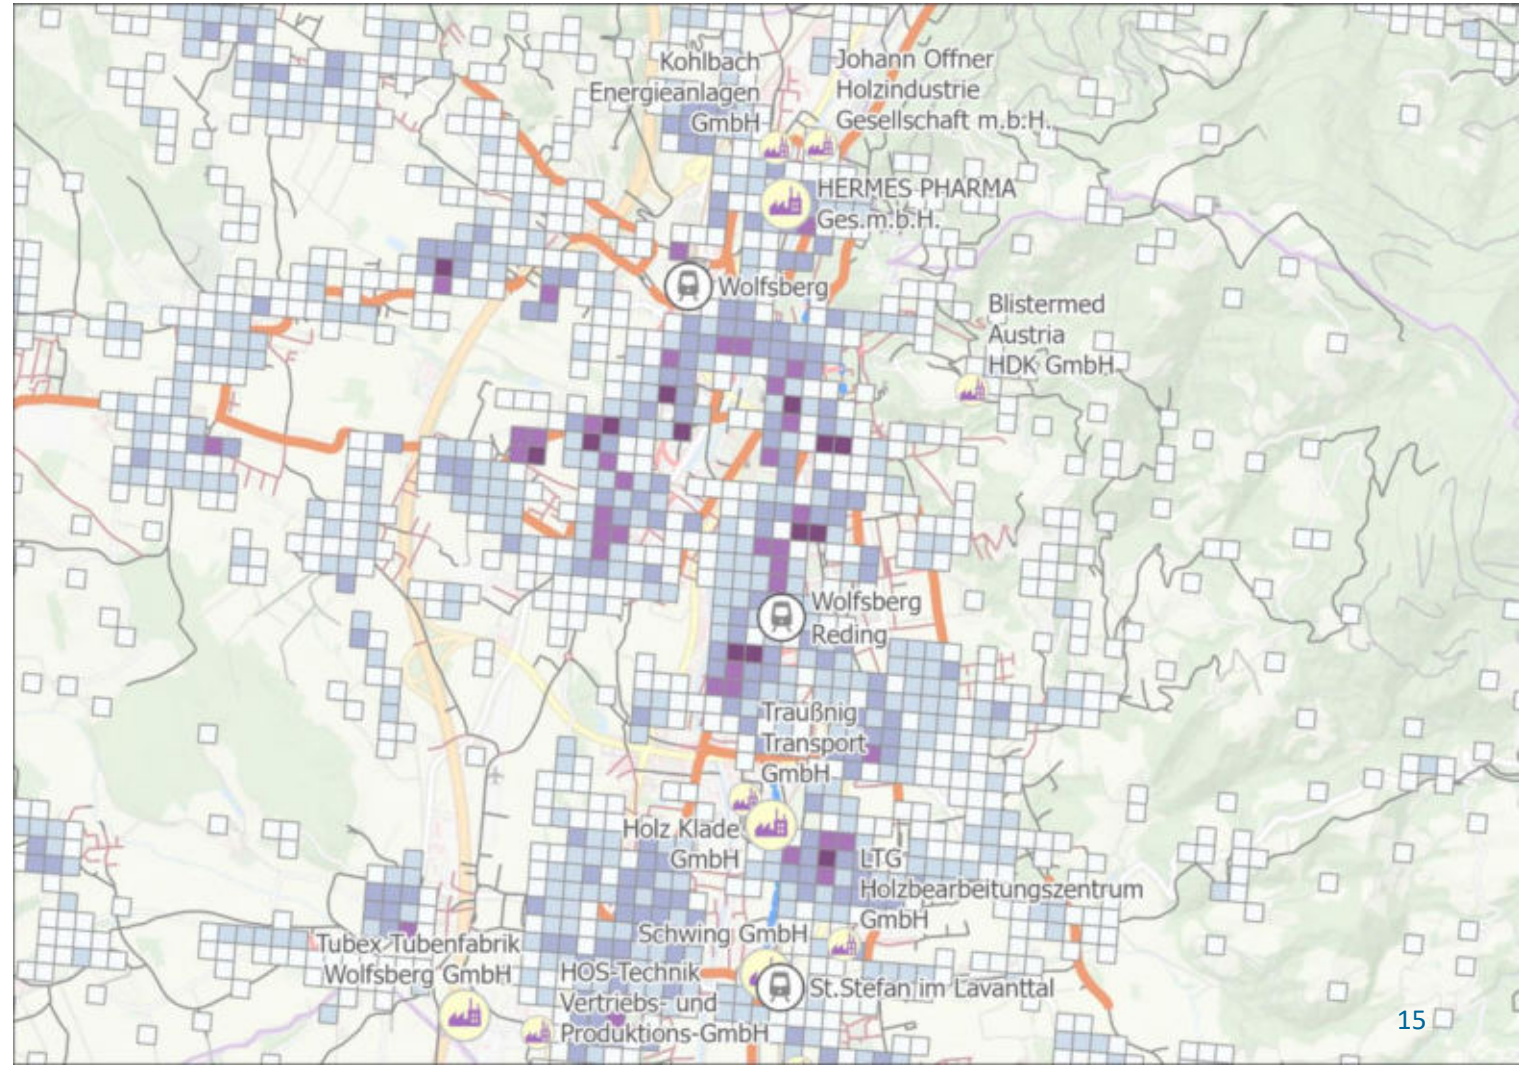 Kohlbach
Energieanlagen
GmbH
Johann Offner
Holzindustrie
Gesellschaft m.b.H.
HERMES PHARMA
Ges.m.b.H.
Wolfsberg
Blistermed
Austria
HDK GmbH
Wolfsberg
Reding
Traußnig
Transport
GmbH
Holz Klade
GmbH
LTG
Holzbearbeitungszentrum
GmbH
Schwing GmbH
Tubex Tubenfabrik
Wolfsberg GmbH
HOS-Technik
Vertriebs- und
Produktions-GmbH
St.Stefan im Lavanttal
15